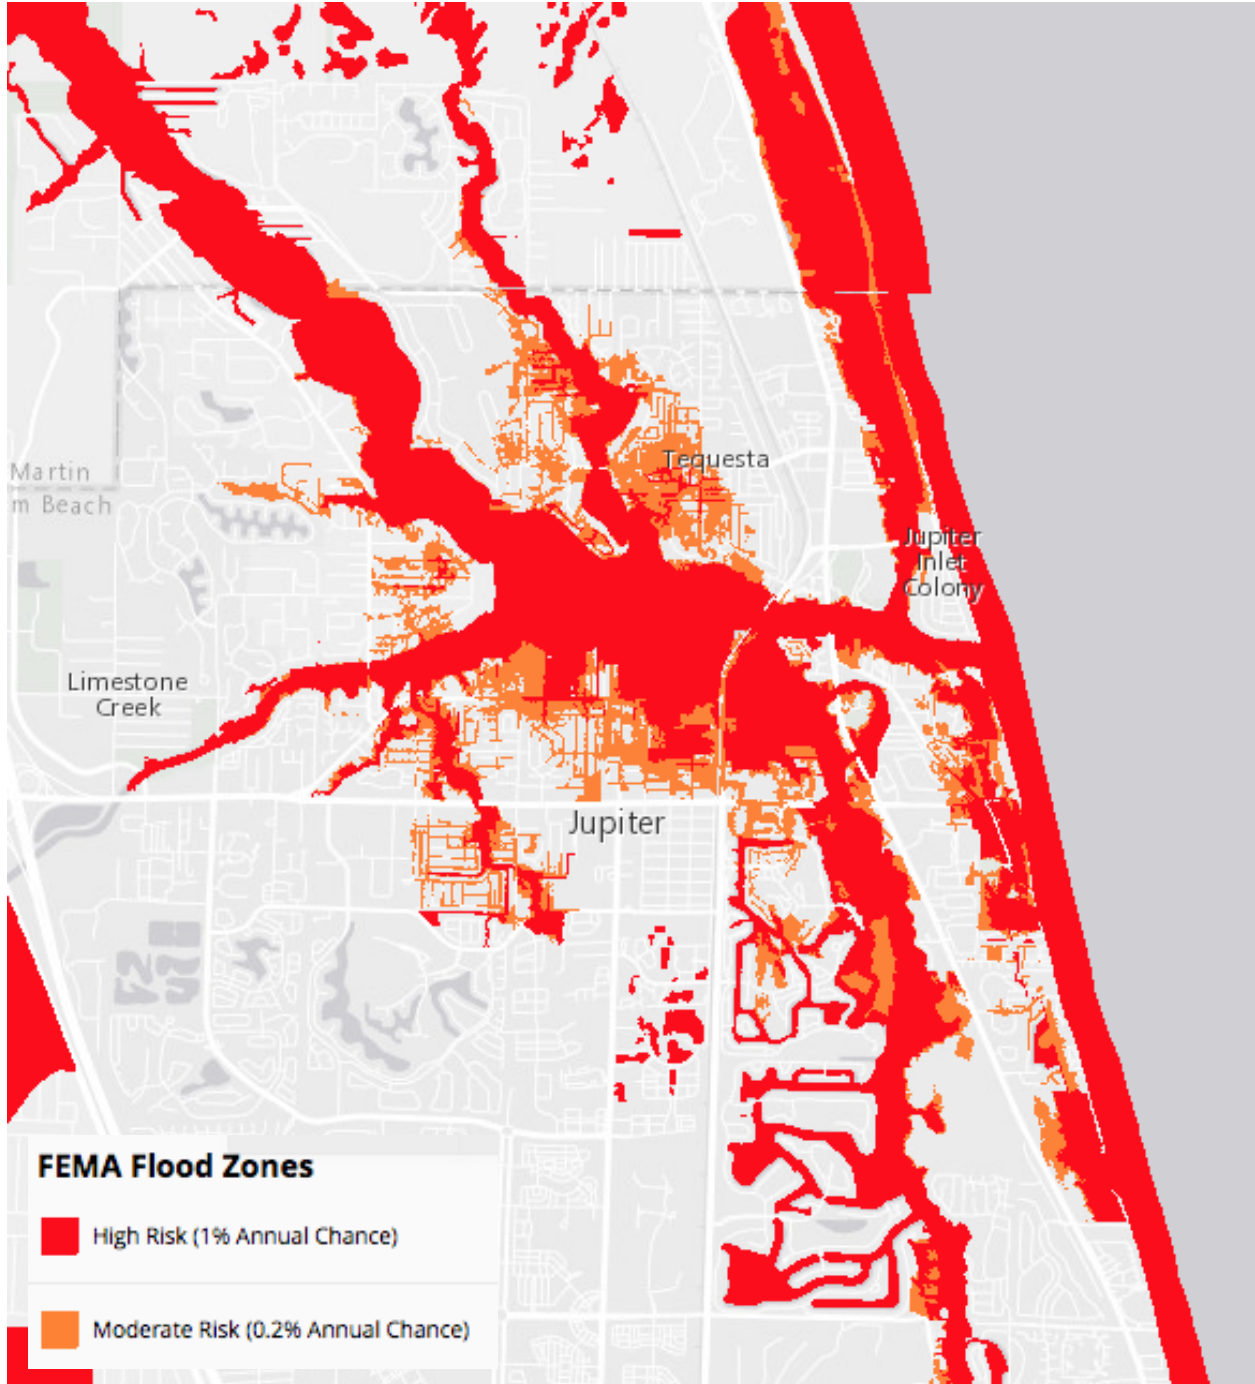 Martin
m Beach
Tequesta
Jupiter
Inlet
Colony
Limestone
Creek
Jupiter
FEMA Flood Zones
High Risk (1% Annual Chance)
Moderate Risk (0.2% Annual Chance)